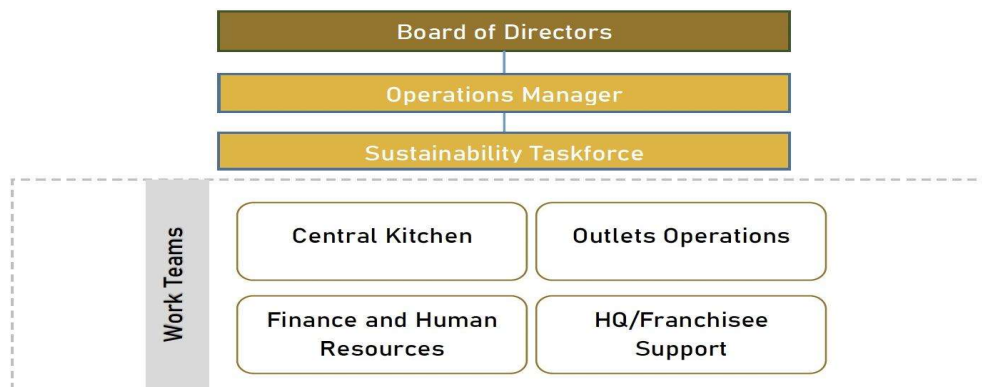 Board of Directors
Operations Manager
Sustainability Taskforce
Work Teams
Central Kitchen
Outlets Operations
Finance and Human
Resources
HQ/Franchisee
Support